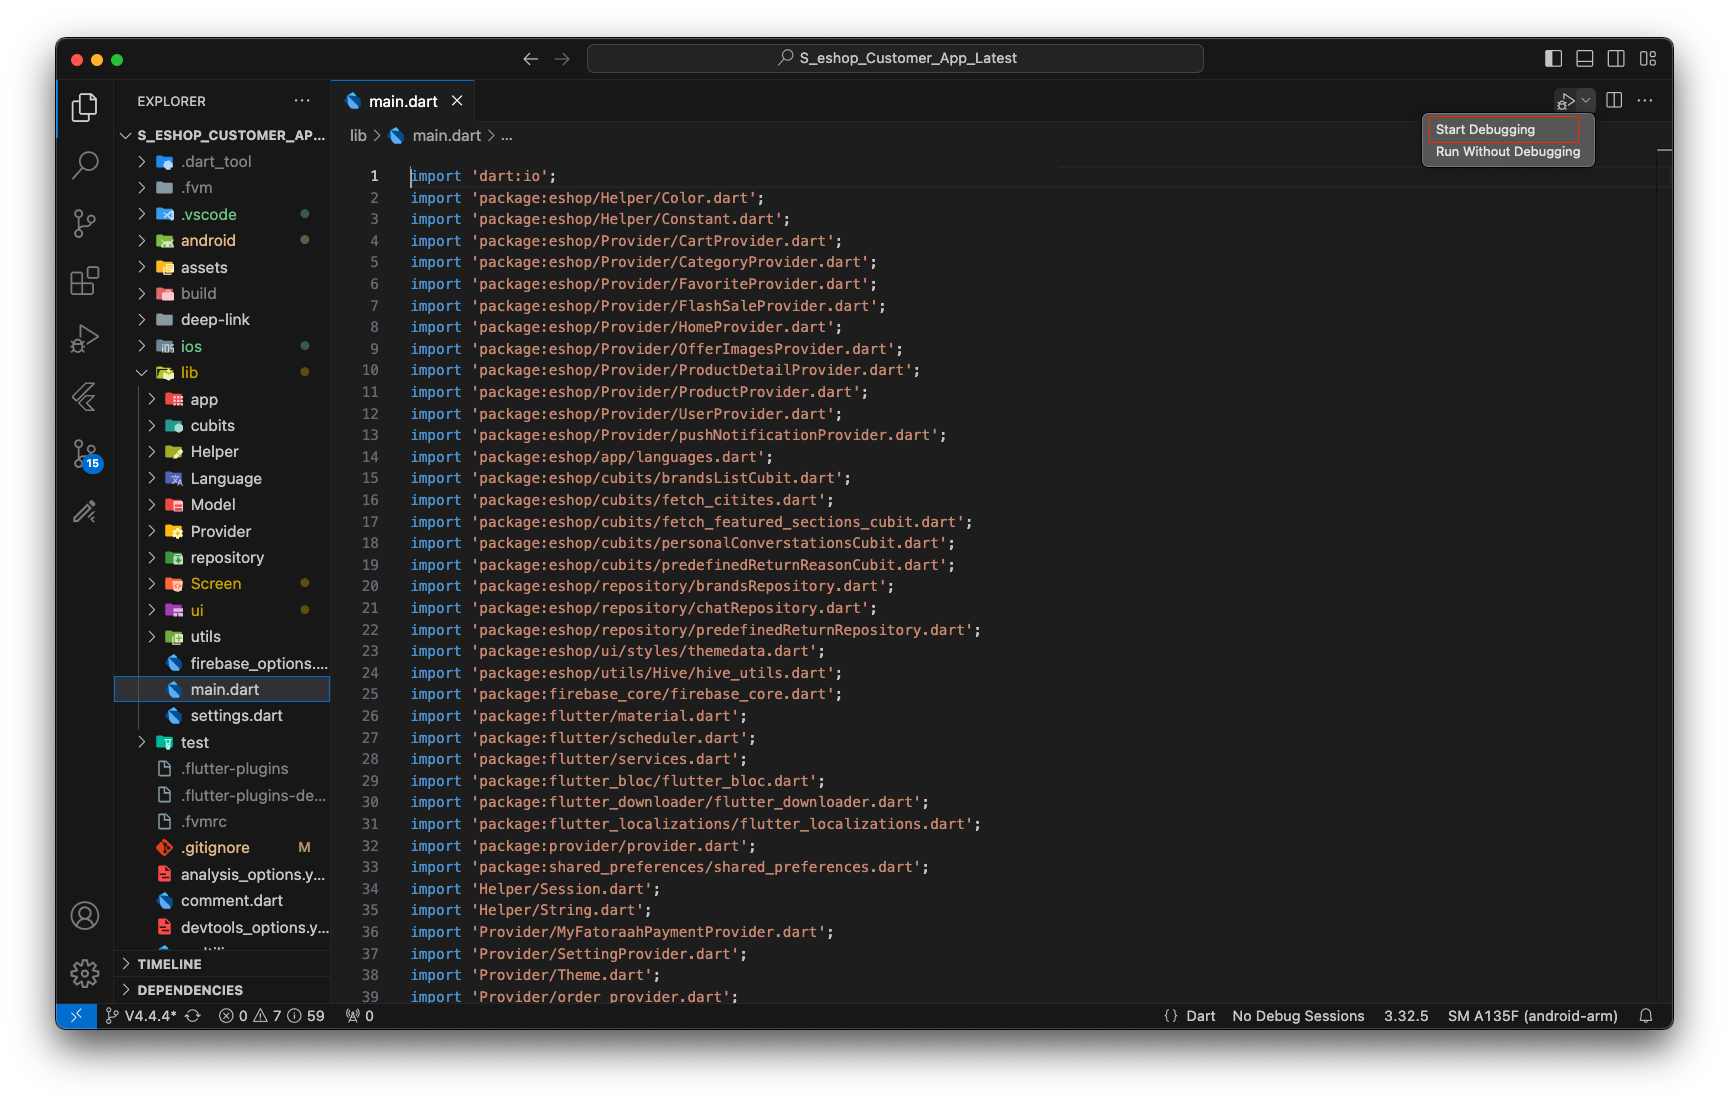 S_eshop_Customer_App_Latest
EXPLORER
main.dart
Start Debugging
Run Without Debugging
S_ESHOP_CUSTOMER_AP...
.dart_tool
.fvm
.vscode
android
assets
build
deep-link
ios
lib
app
cubits
Helper
Language
Model
Provider
repository
Screen
ui
utils
firebase_options....
main.dart
settings.dart
test
.flutter-plugins
.flutter-plugins-de...
.fvmrc
.gitignore M
analysis_options.y...
comment.dart
devtools_options.y...
TIMELINE
DEPENDENCIES
15
lib > main.dart > ...
1 import 'dart:io';
2 import 'package:eshop/Helper/Color.dart';
3 import 'package:eshop/Helper/Constant.dart';
4 import 'package:eshop/Provider/CartProvider.dart';
5 import 'package:eshop/Provider/CategoryProvider.dart';
6 import 'package:eshop/Provider/FavoriteProvider.dart';
7 import 'package:eshop/Provider/FlashSaleProvider.dart';
8 import 'package:eshop/Provider/HomeProvider.dart';
9 import 'package:eshop/Provider/OfferImagesProvider.dart';
10 import 'package:eshop/Provider/ProductDetailProvider.dart';
11 import 'package:eshop/Provider/ProductProvider.dart';
12 import 'package:eshop/Provider/UserProvider.dart';
13 import 'package:eshop/Provider/pushNotificationProvider.dart';
14 import 'package:eshop/app/languages.dart';
15 import 'package:eshop/cubits/brandsListCubit.dart';
16 import 'package:eshop/cubits/fetch_citites.dart';
17 import 'package:eshop/cubits/fetch_featured_sections_cubit.dart';
18 import 'package:eshop/cubits/personalConverstationsCubit.dart';
19 import 'package:eshop/cubits/predefinedReturnReasonCubit.dart';
20 import 'package:eshop/repository/brandsRepository.dart';
21 import 'package:eshop/repository/chatRepository.dart';
22 import 'package:eshop/repository/predefinedReturnRepository.dart';
23 import 'package:eshop/ui/styles/themedata.dart';
24 import 'package:eshop/utils/Hive/hive_utils.dart';
25 import 'package:firebase_core/firebase_core.dart';
26 import 'package:flutter/material.dart';
27 import 'package:flutter/scheduler.dart';
28 import 'package:flutter/services.dart';
29 import 'package:flutter_bloc/flutter_bloc.dart';
30 import 'package:flutter_downloader/flutter_downloader.dart';
31 import 'package:flutter_localizations/flutter_localizations.dart';
32 import 'package:provider/provider.dart';
33 import 'package:shared_preferences/shared_preferences.dart';
34 import 'Helper/Session.dart';
35 import 'Helper/String.dart';
36 import 'Provider/MyFatoraahPaymentProvider.dart';
37 import 'Provider/SettingProvider.dart';
38 import 'Provider/Theme.dart';
39 import 'Provider/order_provider.dart';
V4.4.4* 0 7 59 0 {} Dart No Debug Sessions 3.32.5 SM A135F (android-arm)